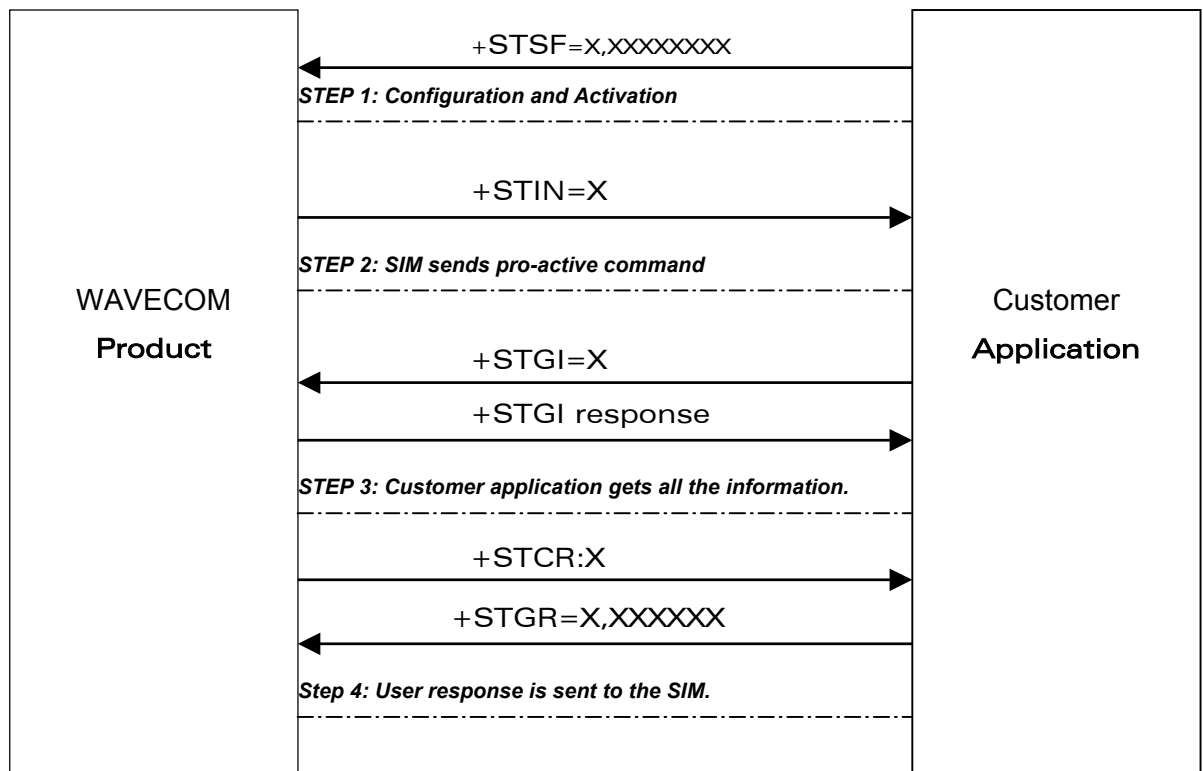 +STSF=X,XXXXXXXX
STEP 1: Configuration and Activation
+STIN=X
STEP 2: SIM sends pro-active command
WAVECOM
Product
Customer
Application
+STGI=X
+STGI response
STEP 3: Customer application gets all the information.
+STCR:X
+STGR=X,XXXXXX
Step 4: User response is sent to the SIM.